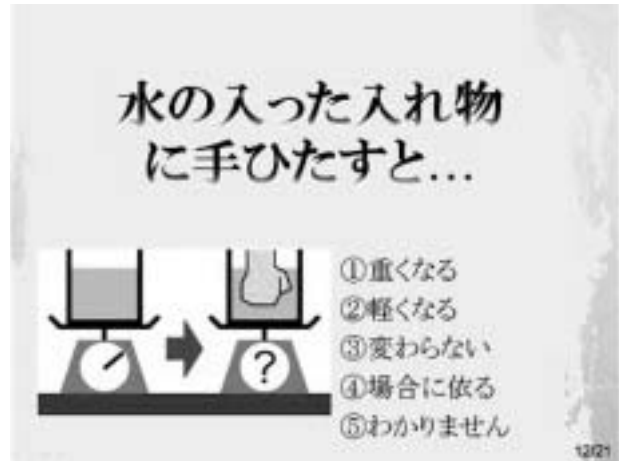 水の入った入れ物
に手ひたすと...
①重くなる
②軽くなる
③変わらない
④場合に依る
⑤わかりません
?
12/21